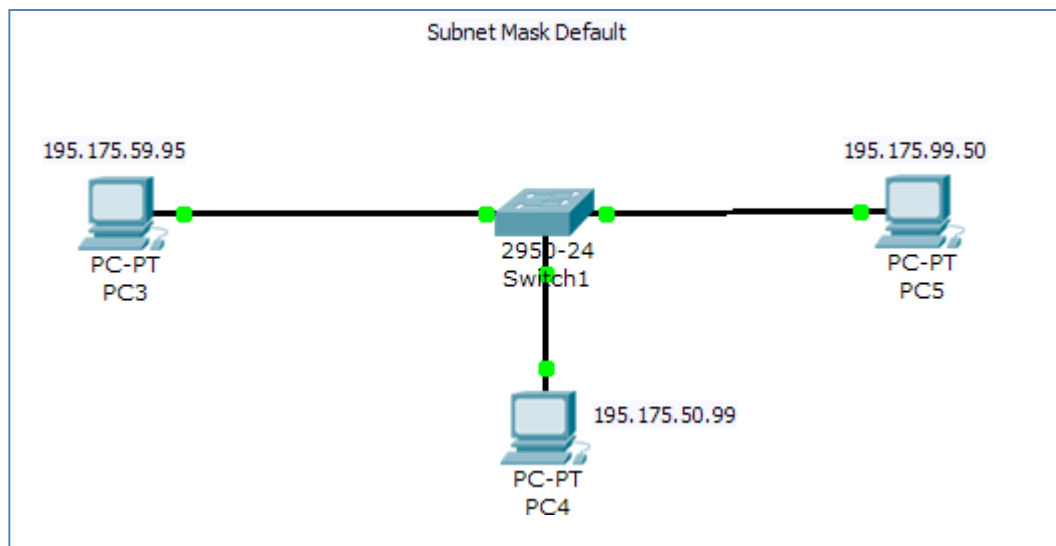 Subnet Mask Default
195.175.59.95
195.175.99.50
PC-PT
PC3
2950-24
Switch1
PC-PT
PC5
195.175.50.99
PC-PT
PC4